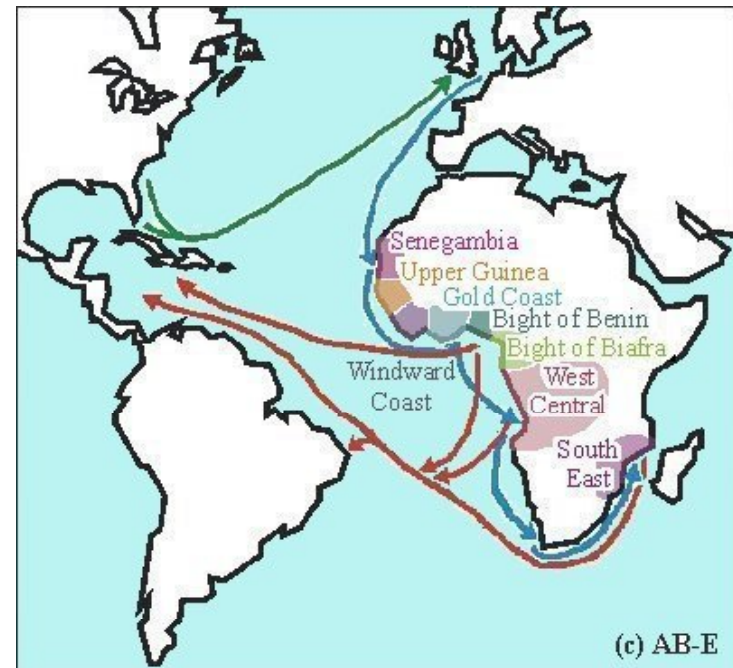 Senegambia
Upper Guinea
Gold Coast
Bight of Benin
Bight of Biafra
Windward
Coast
West
Central
South
East
(c) AB-E